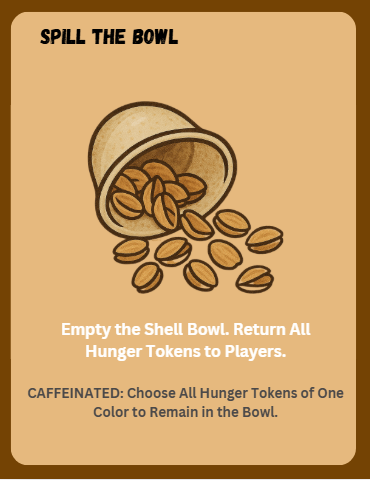 SPILL THE BOWL
Empty the Shell Bowl. Return All
Hunger Tokens to Players.
CAFFEINATED: Choose All Hunger Tokens of One
Color to Remain in the Bowl.